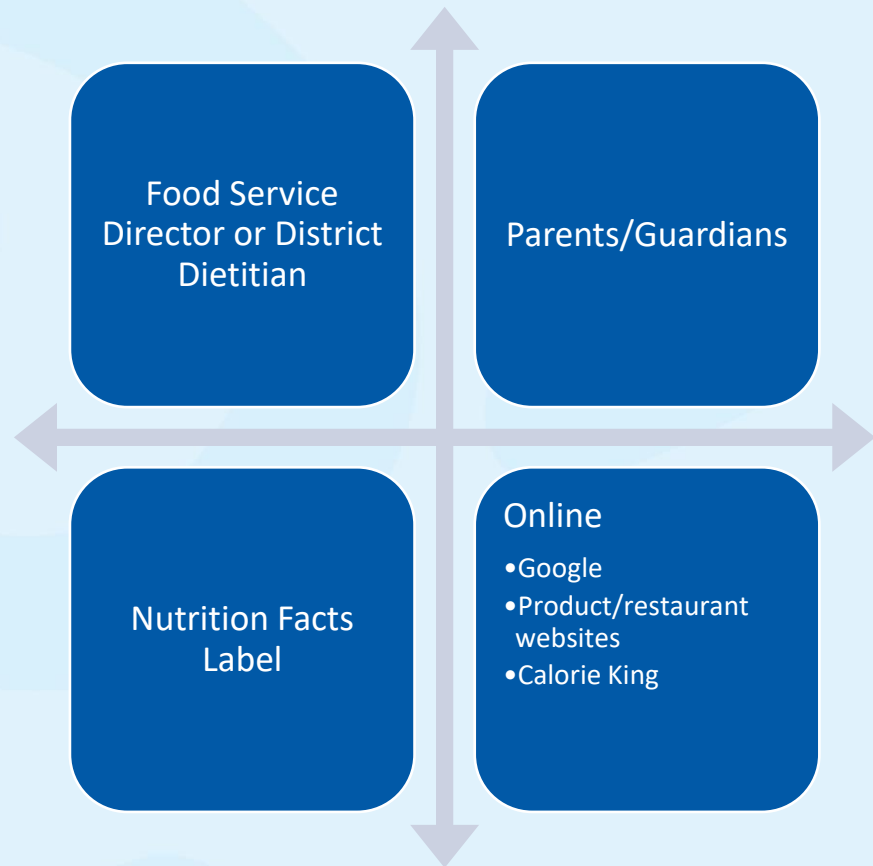 Food Service
Director or District
Dietitian
Parents/Guardians
Nutrition Facts
Label
Online
•Google
•Product/restaurant
websites
•Calorie King